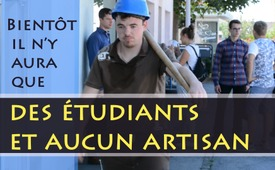 BIENTÔT
IL N'Y
AURA
QUE
DES ÉTUDIANTS
ET AUCUN ARTISAN